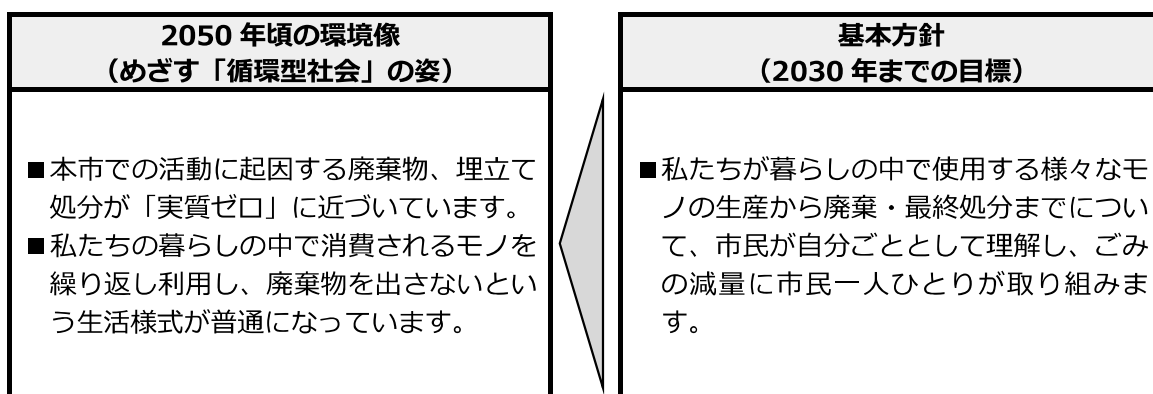 2050 年頃の環境像
（めざす「循環型社会」の姿）
■本市での活動に起因する廃棄物、埋立て
処分が「実質ゼロ」に近づいています。
■私たちの暮らしの中で消費されるモノを
繰り返し利用し、廃棄物を出さないとい
う生活様式が普通になっています。
基本方針
（2030 年までの目標）
■私たちが暮らしの中で使用する様々なモ
ノの生産から廃棄・最終処分までについ
て、市民が自分ごととして理解し、ごみ
の減量に市民一人ひとりが取り組みま
す。